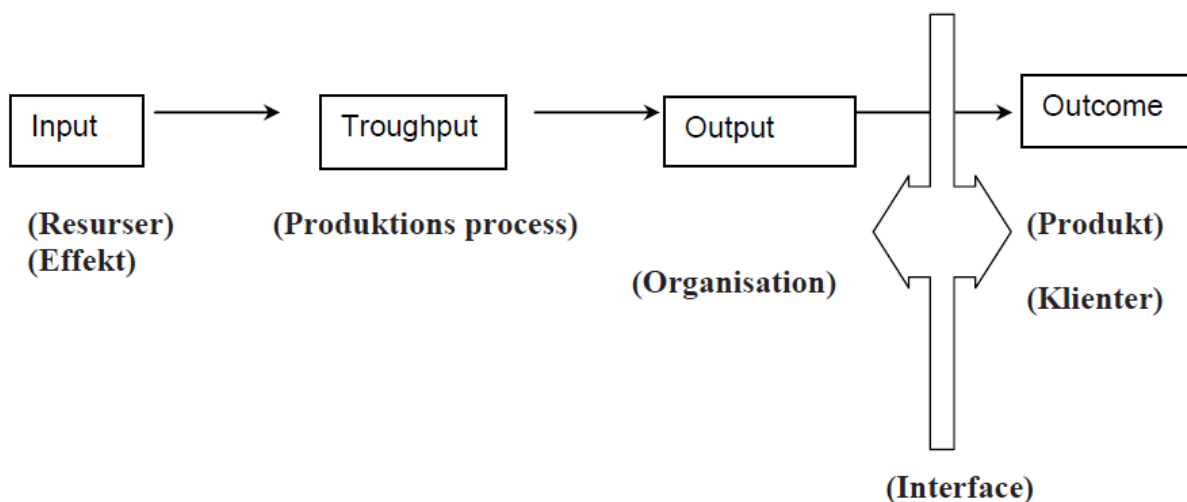 Input
Troughput
Output
Outcome
(Resurser)
(Effekt)
(Produktions process)
(Organisation)
(Produkt)
(Klienter)
(Interface)